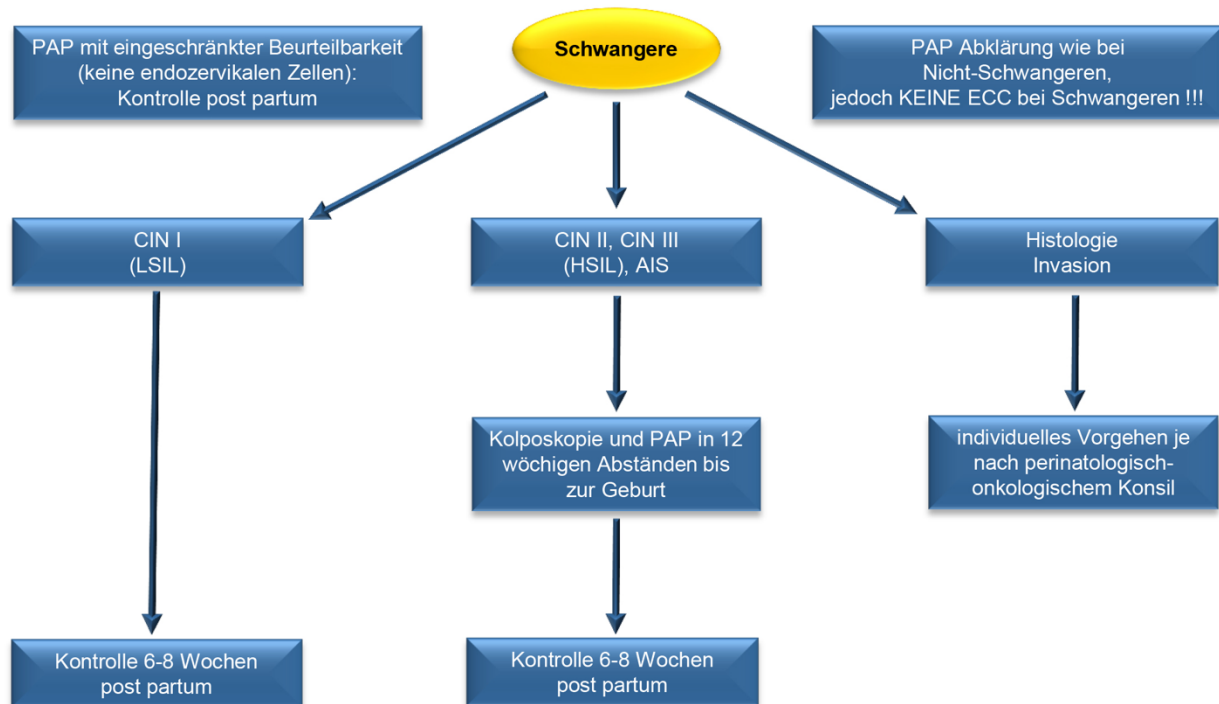 PAP mit eingeschränkter Beurteilbarkeit
(keine endozervikalen Zellen):
Kontrolle post partum
Schwangere
PAP Abklärung wie bei
Nicht-Schwangeren,
jedoch KEINE ECC bei Schwangeren !!!
CIN I
(LSIL)
CIN II, CIN III
(HSIL), AIS
Histologie
Invasion
Kolposkopie und PAP in 12
wöchigen Abständen bis
zur Geburt
individuelles Vorgehen je
nach perinatologisch-
onkologischem Konsil
Kontrolle 6-8 Wochen
post partum
Kontrolle 6-8 Wochen
post partum